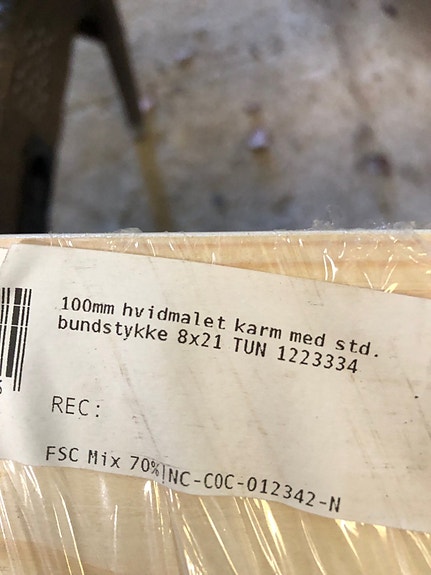 100mm hvidmalet karm med std.
bundstykke 8x21 TUN 1223334
REC:
FSC Mix 70%|NC-COC-012342-N